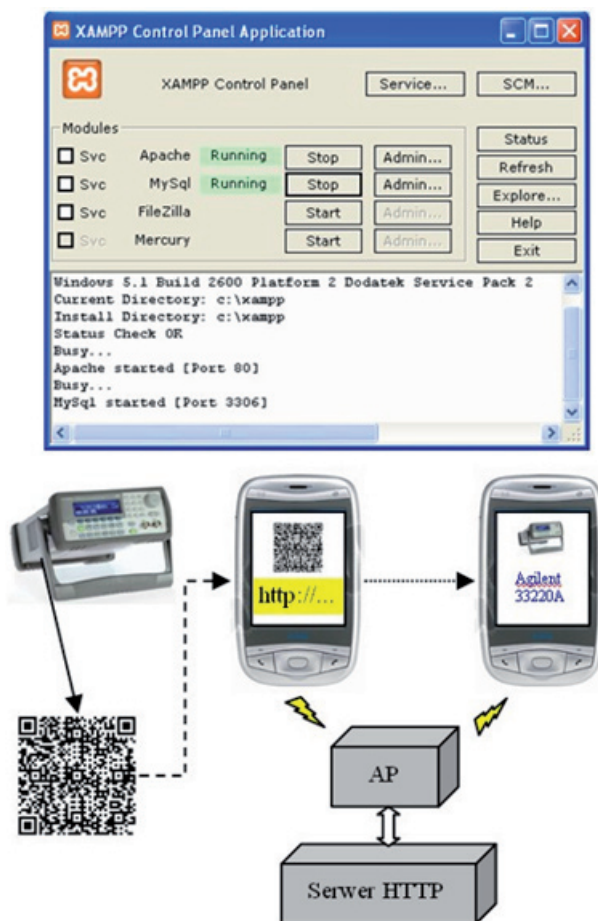 XAMPP Control Panel Application
XAMPP Control Panel Service... SCM...
Modules
Svc Apache Running Stop Admin...
Svc MySql Running Stop Admin...
Svc FileZilla Start Admin...
Svc Mercury Start Admin...
Status
Refresh
Explore...
Help
Exit
Windows 5.1 Build 2600 Platform 2 Dodatek Service Pack 2
Current Directory: c:\xampp
Install Directory: c:\xampp
Status Check OK
Busy...
Apache started [Port 80]
Busy...
MySql started [Port 3306]
http://...
Agilent
33220A
AP
Serwer HTTP